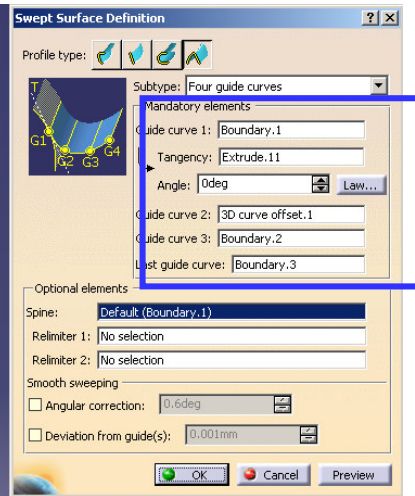 Swept Surface Definition
Profile type:
Subtype: Four guide curves
Mandatory elements
Guide curve 1: Boundary.1
Tangency: Extrude.11
Angle: 0deg Law...
Guide curve 2: 3D curve offset.1
Guide curve 3: Boundary.2
Last guide curve: Boundary.3
T
G1 G2 G3 G4
Optional elements
Spine: Default (Boundary.1)
Relimiter 1: No selection
Relimiter 2: No selection
Smooth sweeping
Angular correction: 0.6deg
Deviation from guide(s): 0.001mm
OK Cancel Preview